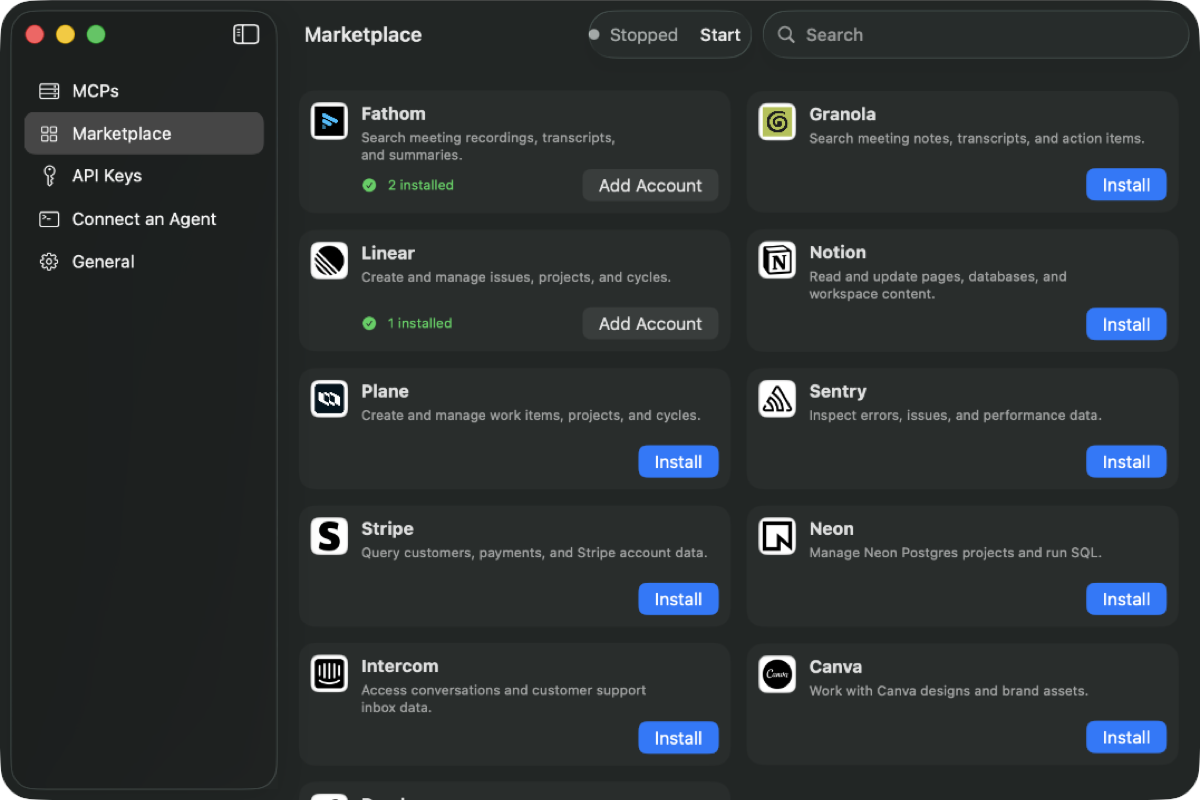 Marketplace
Stopped Start
Search
MCPs
Marketplace
API Keys
Connect an Agent
General
Fathom
Search meeting recordings, transcripts,
and summaries.
2 installed
Add Account
Granola
Search meeting notes, transcripts, and action items.
Install
Linear
Create and manage issues, projects, and cycles.
1 installed
Add Account
Notion
Read and update pages, databases, and
workspace content.
Install
Plane
Create and manage work items, projects, and cycles.
Install
Sentry
Inspect errors, issues, and performance data.
Install
S
Stripe
Query customers, payments, and Stripe account data.
Install
Neon
Manage Neon Postgres projects and run SQL.
Install
Intercom
Access conversations and customer support
inbox data.
Install
Canva
Canva
Work with Canva designs and brand assets.
Install